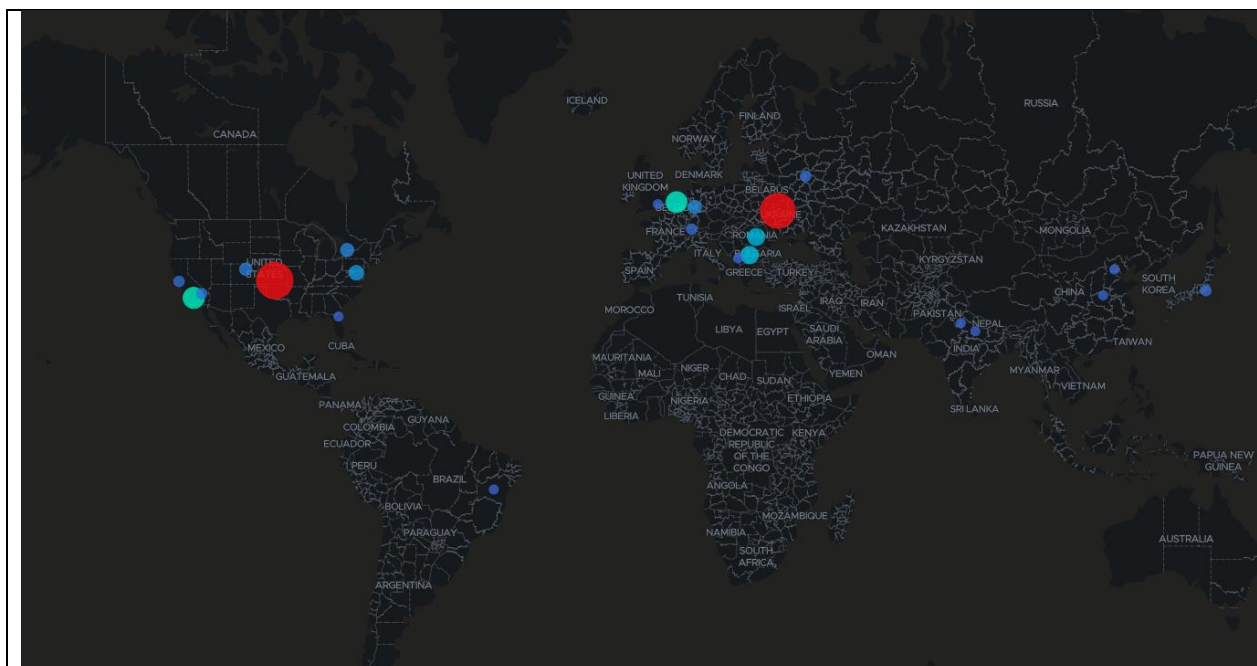 ICELAND
RUSSIA
FINLAND
CANADA
NORWAY
UNITED
KINGDOM
DENMARK
BELARUS
FRANCE
ROMANIA
KAZAKHSTAN
MONGOLIA
ITALY
BULGARIA
UNITED
STATES
SPAIN
GREECE
TURKEY
KYRGYZSTAN
SOUTH
KOREA
CHINA
TUNISIA
MOROCCO
ISRAEL
IRAQ
IRAN
PAKISTAN
NEPAL
LIBYA
EGYPT
SAUDI
ARABIA
TAIWAN
MEXICO
CUBA
INDIA
OMAN
MAURITANIA
MALI
NIGER
CHAD
SUDAN
YEMEN
MYANMAR
VIETNAM
GUATEMALA
GUINEA
NIGERIA
ETHIOPIA
PANAMA
LIBERIA
SRI LANKA
GUYANA
COLOMBIA
ECUADOR
DEMOCRATIC
REPUBLIC
OF THE
CONGO
KENYA
PAPUA NEW
GUINEA
PERU
BRAZIL
ANGOLA
BOLIVIA
MOZAMBIQUE
PARAGUAY
NAMIBIA
AUSTRALIA
SOUTH
AFRICA
ARGENTINA